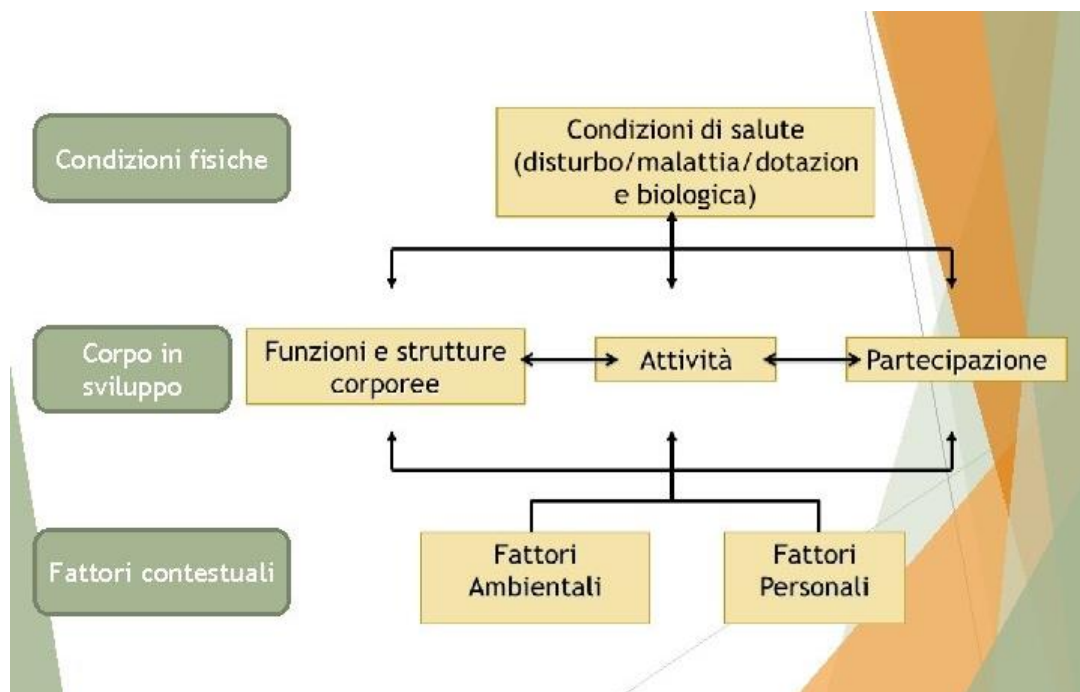 Condizioni fisiche
Condizioni di salute
(disturbo/malattia/dotazion
e biologica)
Corpo in
sviluppo
Funzioni e strutture
corporee
Attività
Partecipazione
Fattori contestuali
Fattori
Ambientali
Fattori
Personali